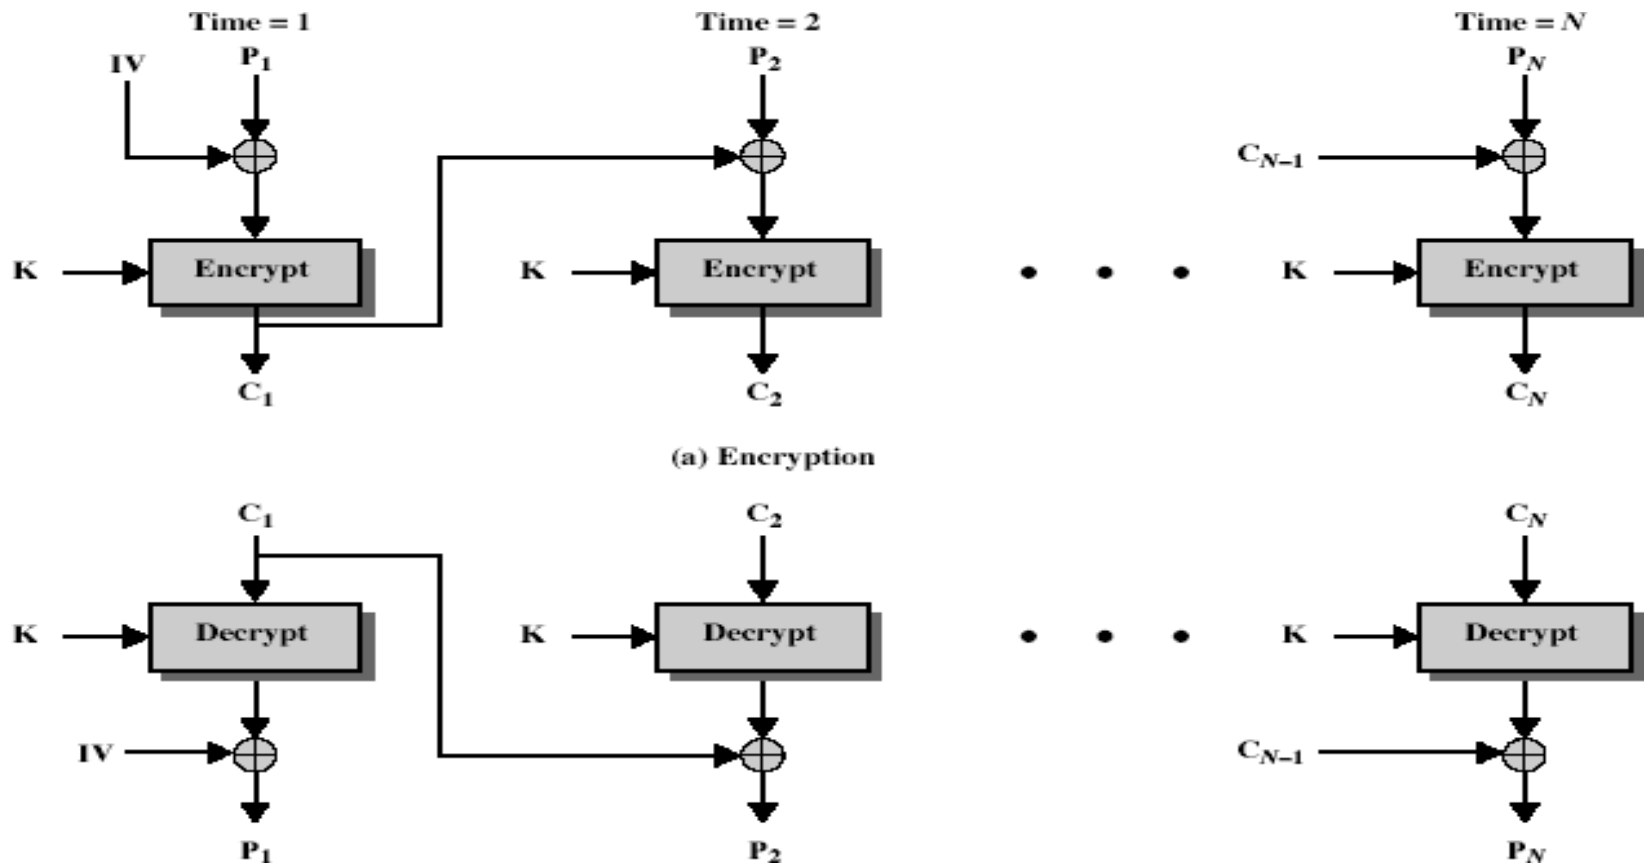 Time = 1 Time = 2 Time = N
IV P1 P2 PN
CN–1
K Encrypt K Encrypt • • • K Encrypt
C1 C2 CN
(a) Encryption
C1 C2 CN
K Decrypt K Decrypt • • • K Decrypt
IV CN–1
P1 P2 PN